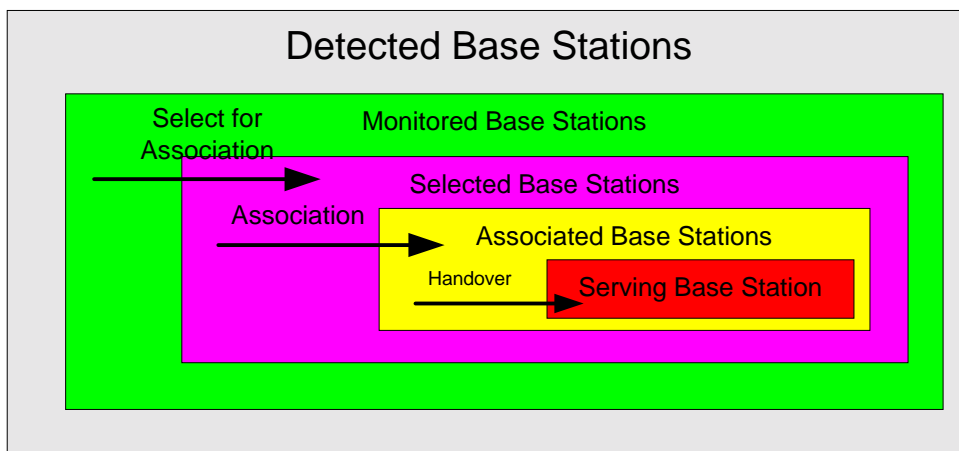 Detected Base Stations
Select for
Association
Monitored Base Stations
Selected Base Stations
Association
Associated Base Stations
Handover
Serving Base Station